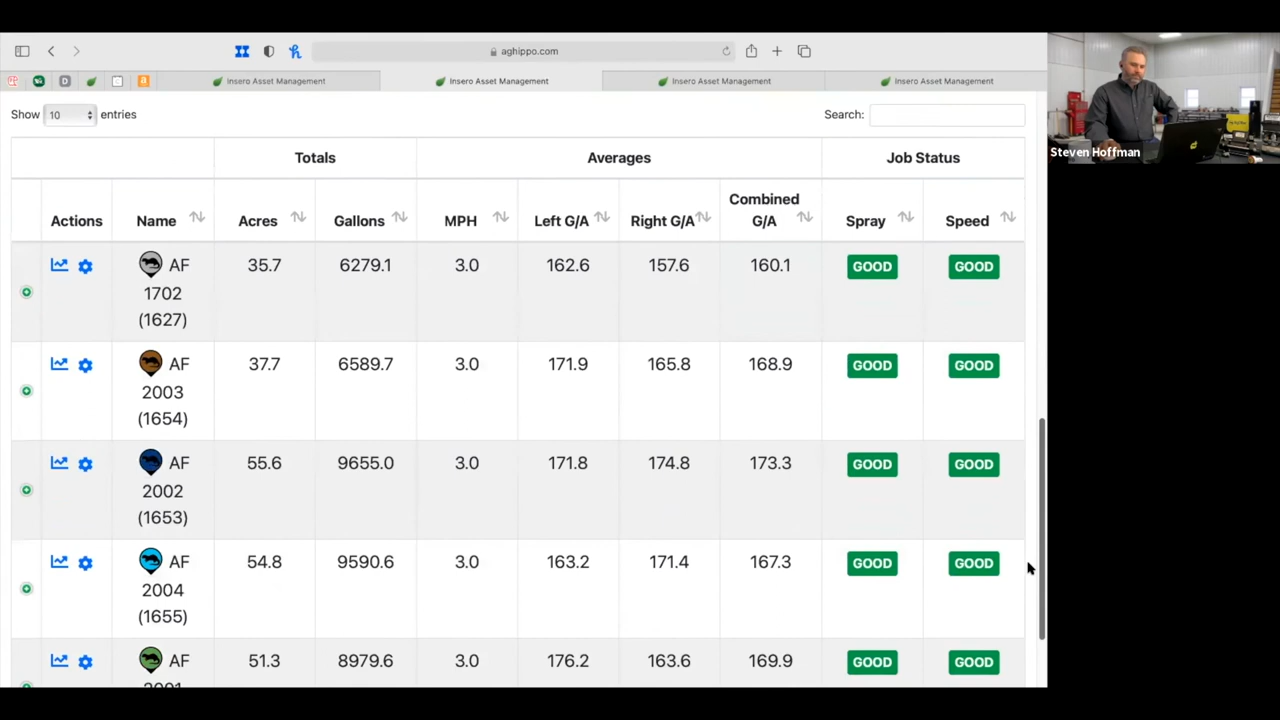 aghippo.com
Insero Asset Management
Insero Asset Management
Insero Asset Management
Insero Asset Management
Show 10 entries
Search:
Totals
Averages
Job Status
Actions
Name
Acres
Gallons
MPH
Left G/A
Right G/A
Combined G/A
Spray
Speed
AF 1702 (1627)
35.7
6279.1
3.0
162.6
157.6
160.1
GOOD
GOOD
AF 2003 (1654)
37.7
6589.7
3.0
171.9
165.8
168.9
GOOD
GOOD
AF 2002 (1653)
55.6
9655.0
3.0
171.8
174.8
173.3
GOOD
GOOD
AF 2004 (1655)
54.8
9590.6
3.0
163.2
171.4
167.3
GOOD
GOOD
AF 2001
51.3
8979.6
3.0
176.2
163.6
169.9
GOOD
GOOD
Steven Hoffman